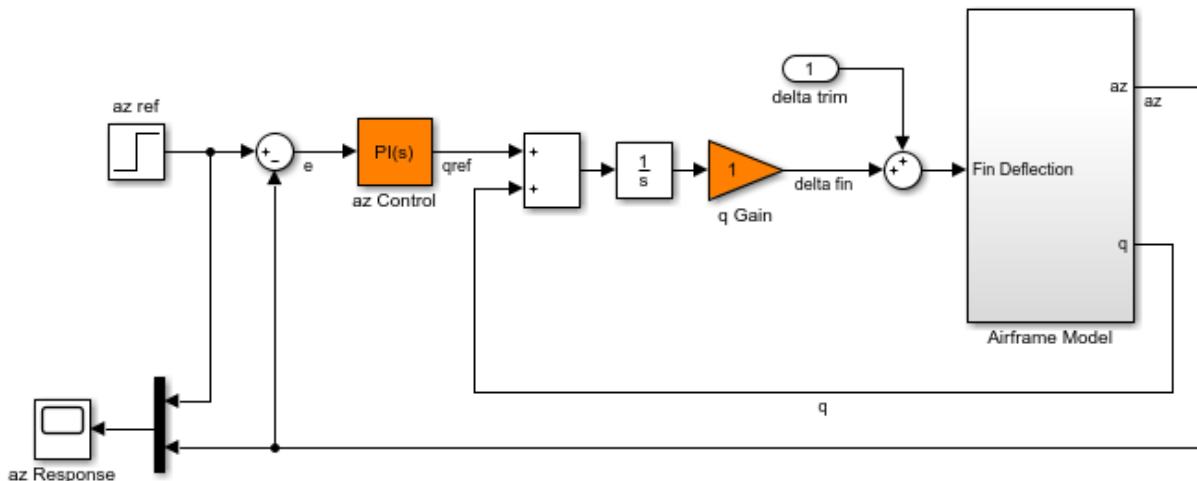 az ref
+
−
e
PI(s)
az Control
qref
+
+
1
s
1
q Gain
delta fin
1
delta trim
+
+
Fin Deflection
az
az
q
Airframe Model
q
az Response